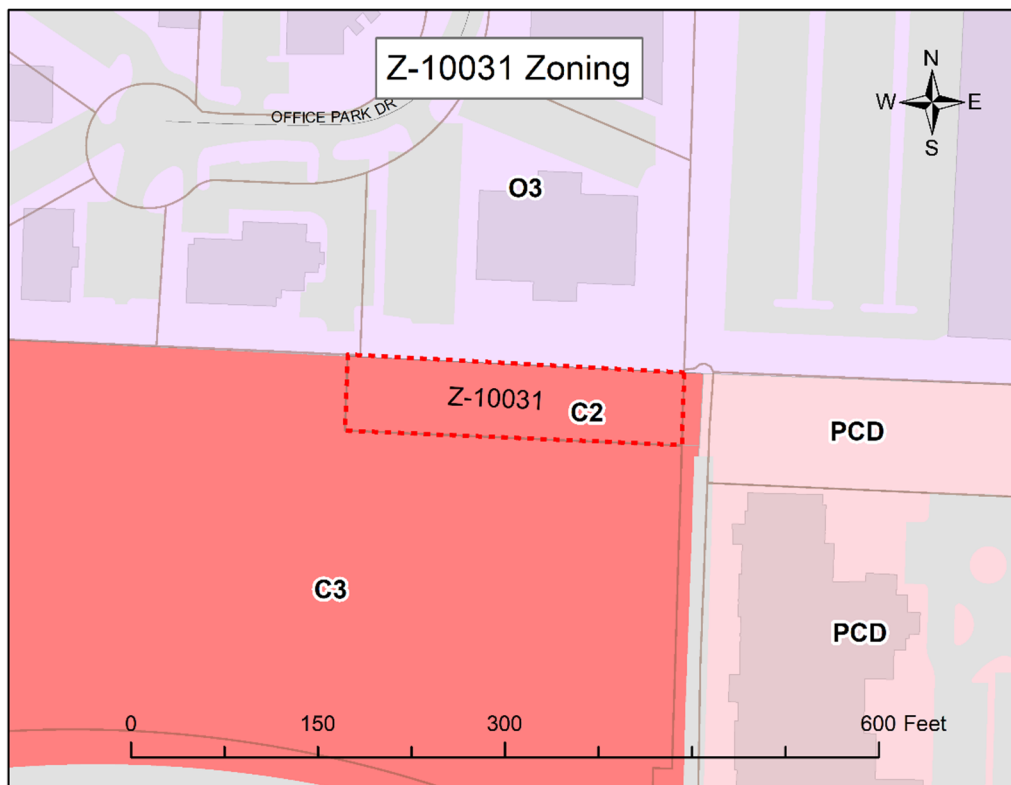 Z-10031 Zoning
N
W E
S
OFFICE PARK DR
O3
Z-10031
C2
PCD
C3
PCD
0 150 300 600 Feet